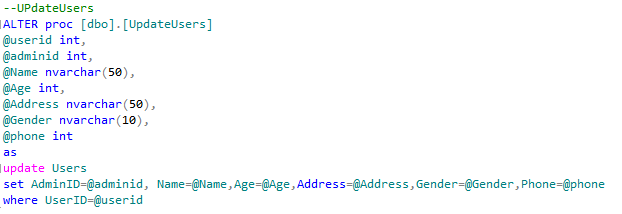 --UPdateUsers
ALTER proc [dbo].[UpdateUsers]
@userid int,
@adminid int,
@Name nvarchar(50),
@Age int,
@Address nvarchar(50),
@Gender nvarchar(10),
@phone int
as
update Users
set AdminID=@adminid, Name=@Name,Age=@Age,Address=@Address,Gender=@Gender,Phone=@phone
where UserID=@userid